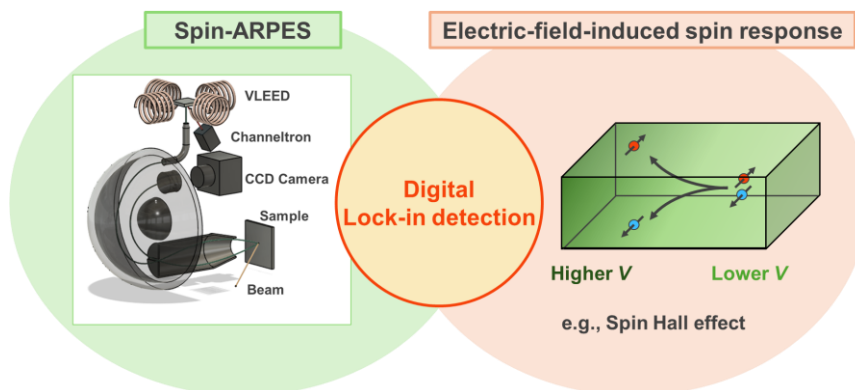 Spin-ARPES
Electric-field-induced spin response
VLEED
Channeltron
CCD Camera
Sample
Beam
Digital
Lock-in detection
Higher V
Lower V
e.g., Spin Hall effect